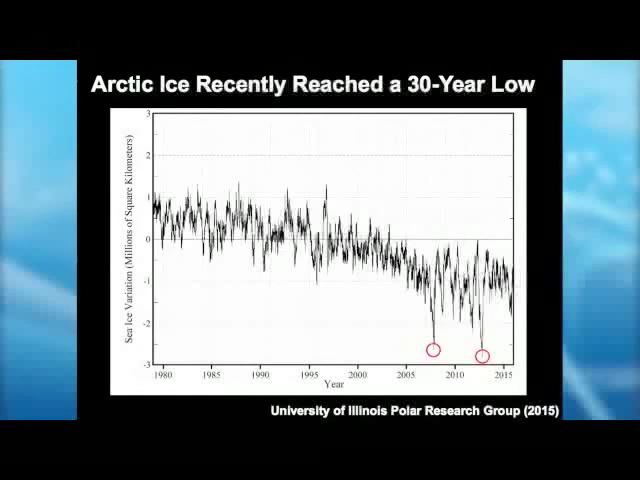 Arctic Ice Recently Reached a 30-Year Low
3
2
1
0
-1
-2
-3
Sea Ice Variation (Millions of Square Kilometers)
1980 1985 1990 1995 2000 2005 2010 2015
Year
University of Illinois Polar Research Group (2015)